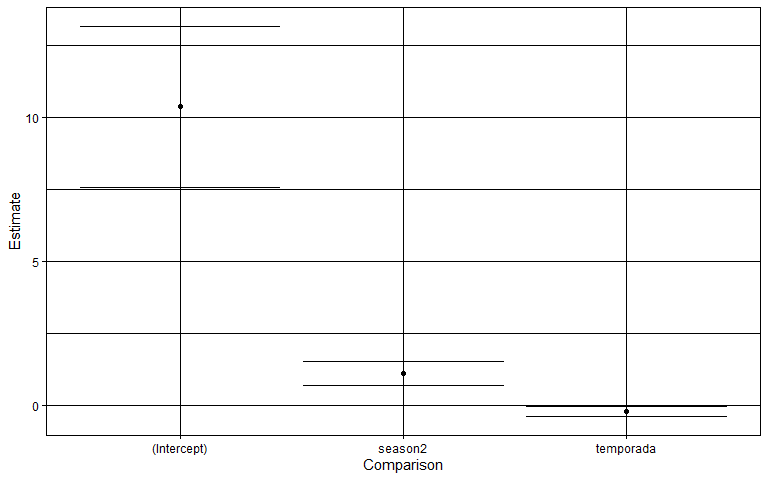 Estimate
10
5
0
(Intercept)
season2
temporada
Comparison